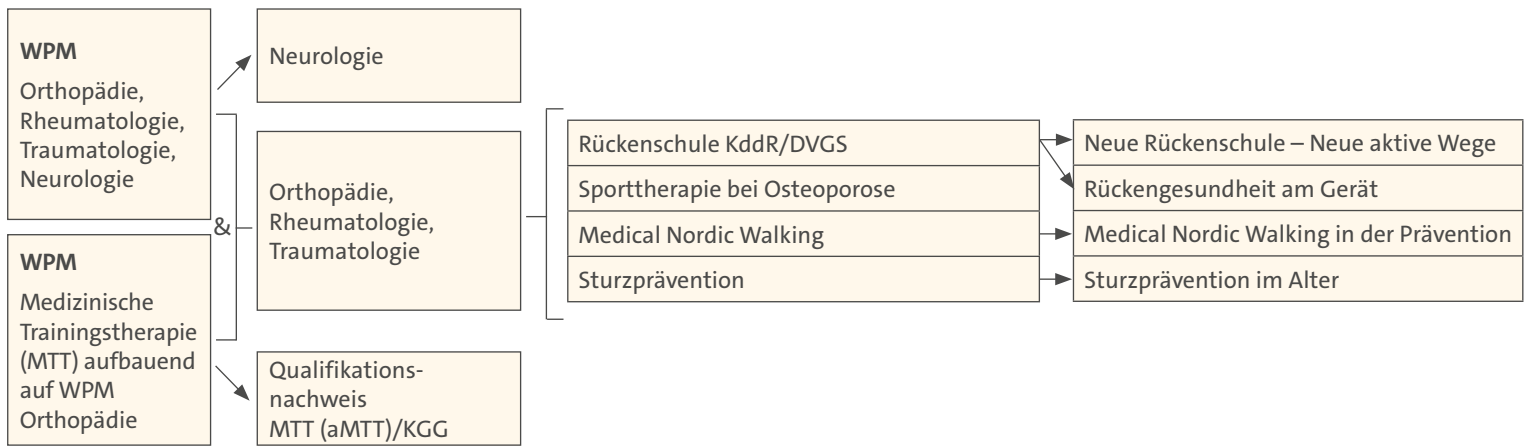 WPM
Orthopädie,
Rheumatologie,
Traumatologie,
Neurologie
&
WPM
Medizinische
Trainingstherapie
(MTT) aufbauend
auf WPM
Orthopädie
Neurologie
Orthopädie,
Rheumatologie,
Traumatologie
Qualifikations-
nachweis
MTT (aMTT)/KGG
Rückenschule KddR/DVGS
Sporttherapie bei Osteoporose
Medical Nordic Walking
Sturzprävention
Neue Rückenschule – Neue aktive Wege
Rückengesundheit am Gerät
Medical Nordic Walking in der Prävention
Sturzprävention im Alter